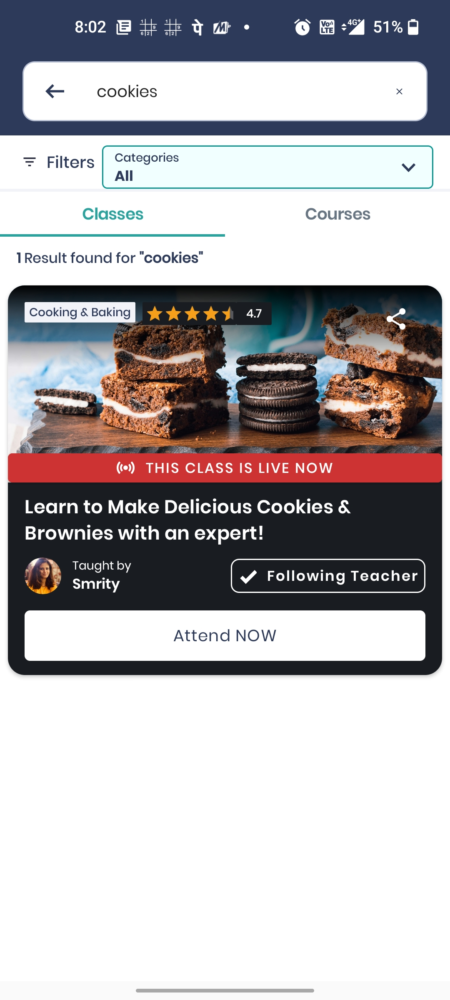 8:02
VoLTE 4G+ 51%
cookies
Filters
Categories
All
Classes
Courses
1 Result found for "cookies"
Cooking & Baking
4.7
THIS CLASS IS LIVE NOW
Learn to Make Delicious Cookies &
Brownies with an expert!
Taught by
Smrity
Following Teacher
Attend NOW